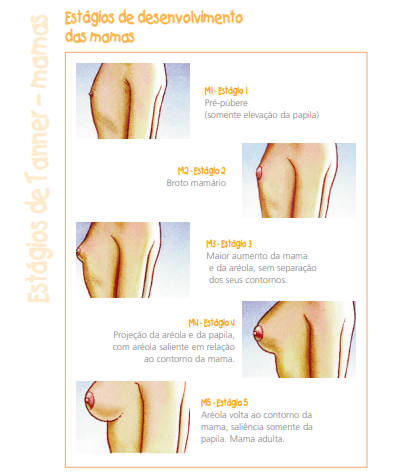 Estágios de Tanner - mamas
Estágios de desenvolvimento
das mamas
M1 - Estágio 1
Pré-púbere
(somente elevação da papila)
M2 - Estágio 2
Broto mamário
M3 - Estágio 3
Maior aumento da mama
e da aréola, sem separação
dos seus contornos.
M4 - Estágio 4
Projeção da aréola e da papila,
com aréola saliente em relação
ao contorno da mama.
M5 - Estágio 5
Aréola volta ao contorno da
mama, saliência somente da
papila. Mama adulta.